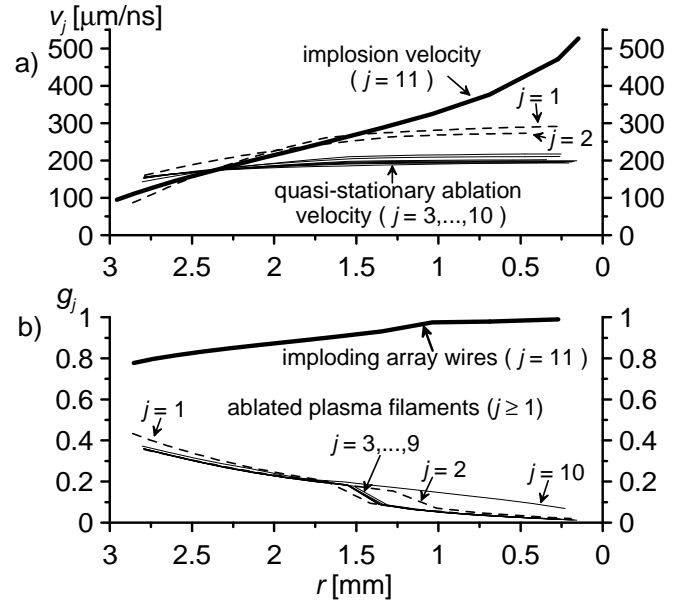 v_j [µm/ns]
a)
500
400
300
200
100
0
implosion velocity
( j = 11 )
j = 1
j = 2
quasi-stationary ablation
velocity ( j = 3,...,10 )
500
400
300
200
100
0
3 2.5 2 1.5 1 0.5 0
g_j
b)
1
0.8
0.6
0.4
0.2
0
imploding array wires ( j = 11 )
ablated plasma filaments (j ≥ 1)
j = 1
j = 3,...,9
j = 2
j = 10
1
0.8
0.6
0.4
0.2
0
3 2.5 2 1.5 1 0.5 0
r [mm]